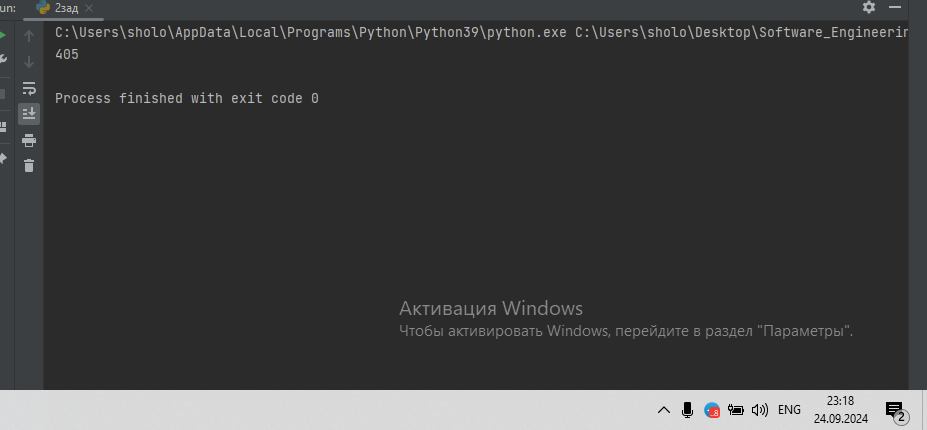 un:
2зад
C:\Users\sholo\AppData\Local\Programs\Python\Python39\python.exe C:\Users\sholo\Desktop\Software_Engineerin
405
Process finished with exit code 0
Активация Windows
Чтобы активировать Windows, перейдите в раздел "Параметры".
ENG
23:18
24.09.2024
2